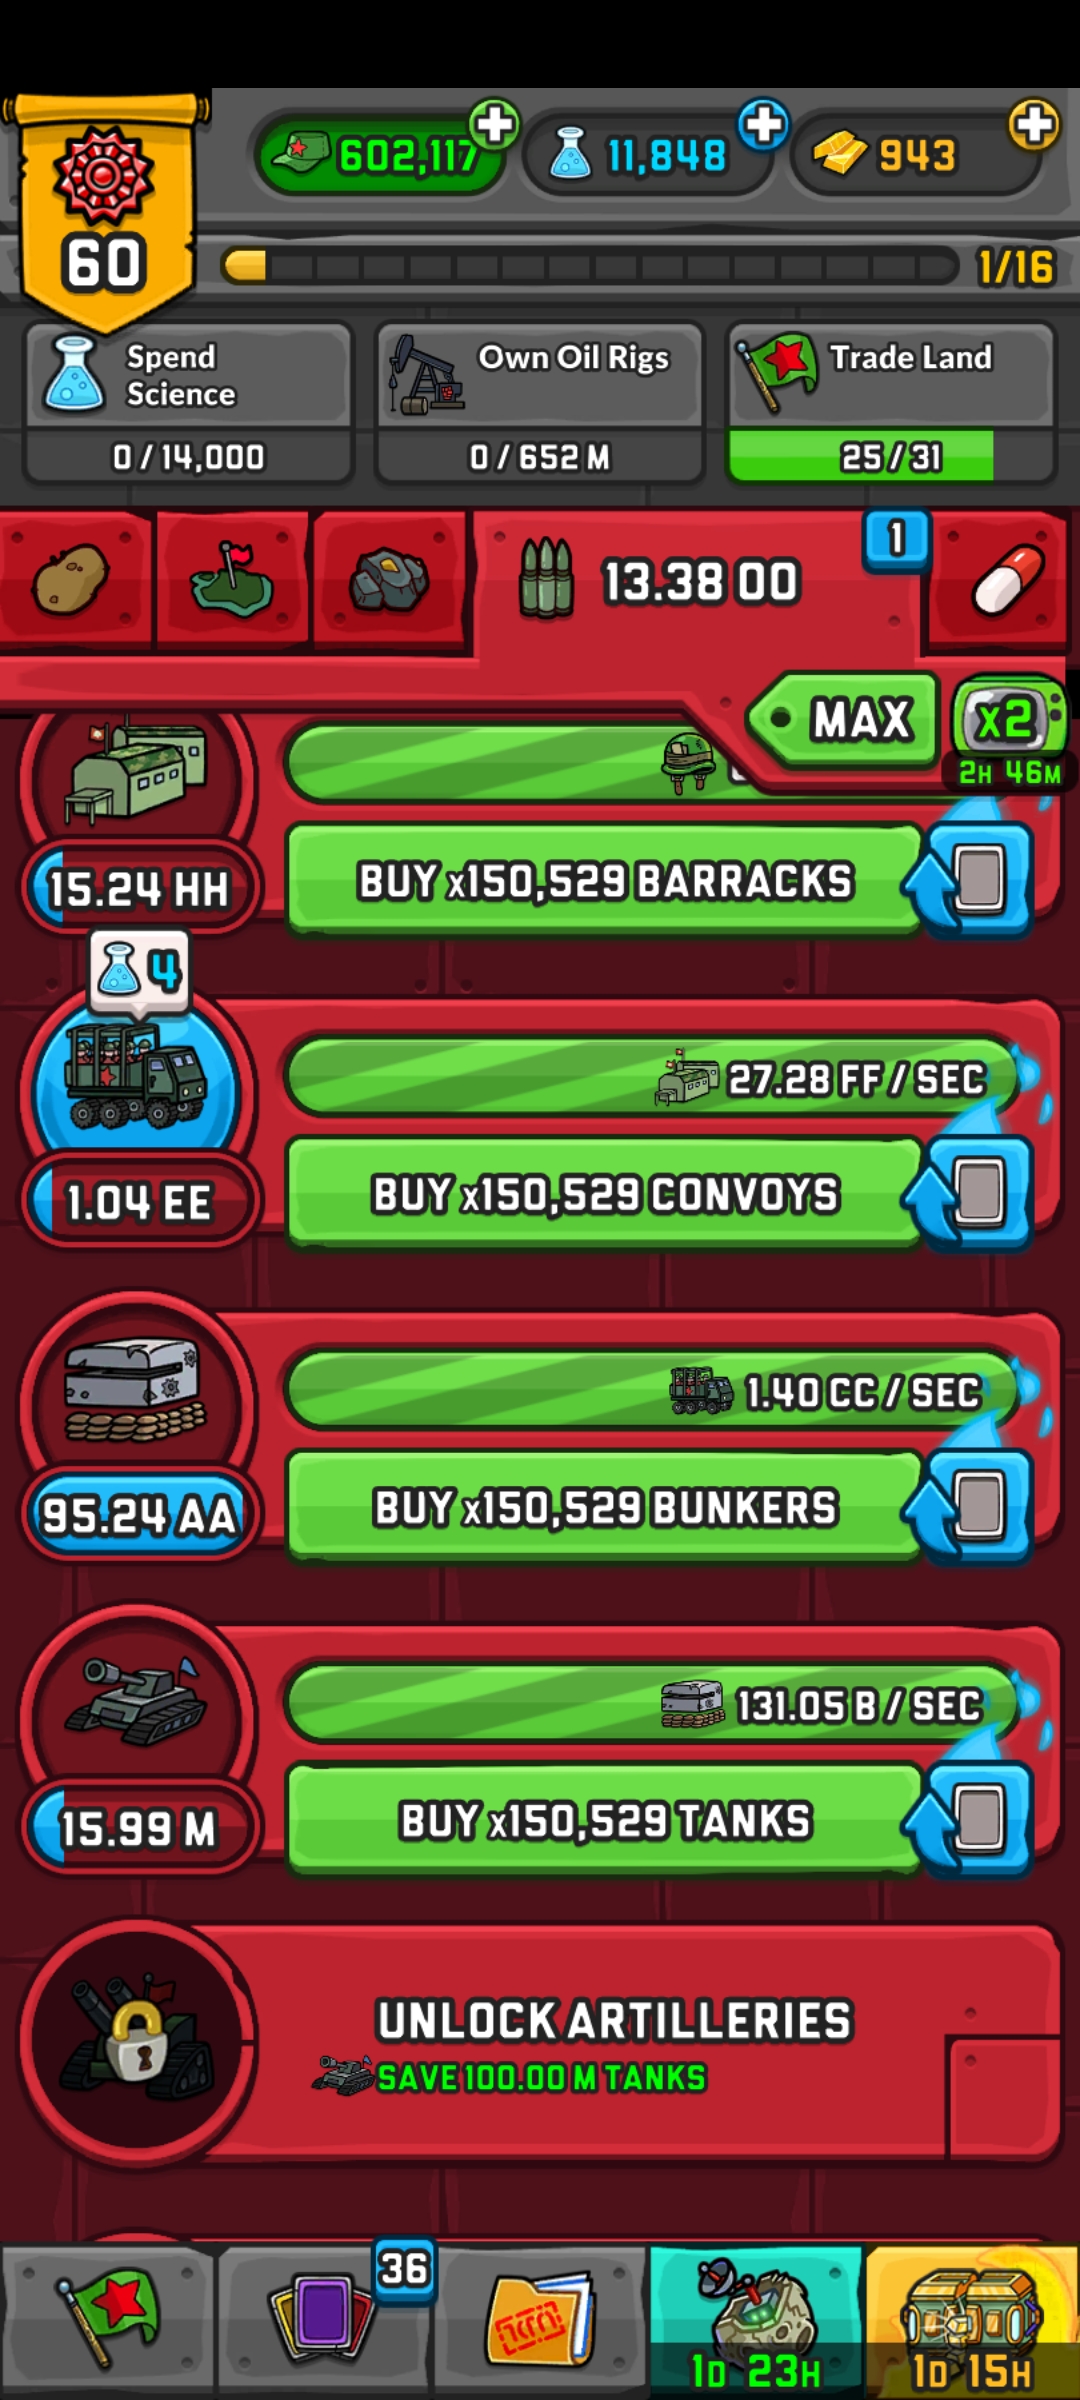 602,117
11,848
943
60
1/16
Spend
Science
Own Oil Rigs
Trade Land
0/14,000
0/652 M
25/31
13.38 OO
1
MAX
x2
2H 46M
15.24 HH
BUY x150,529 BARRACKS
4
27.28 FF/SEC
1.04 EE
BUY x150,529 CONVOYS
1.40 CC/SEC
95.24 AA
BUY x150,529 BUNKERS
131.05 B/SEC
15.99 M
BUY x150,529 TANKS
UNLOCK ARTILLERIES
SAVE 100.00 M TANKS
36
1D 23H
1D 15H